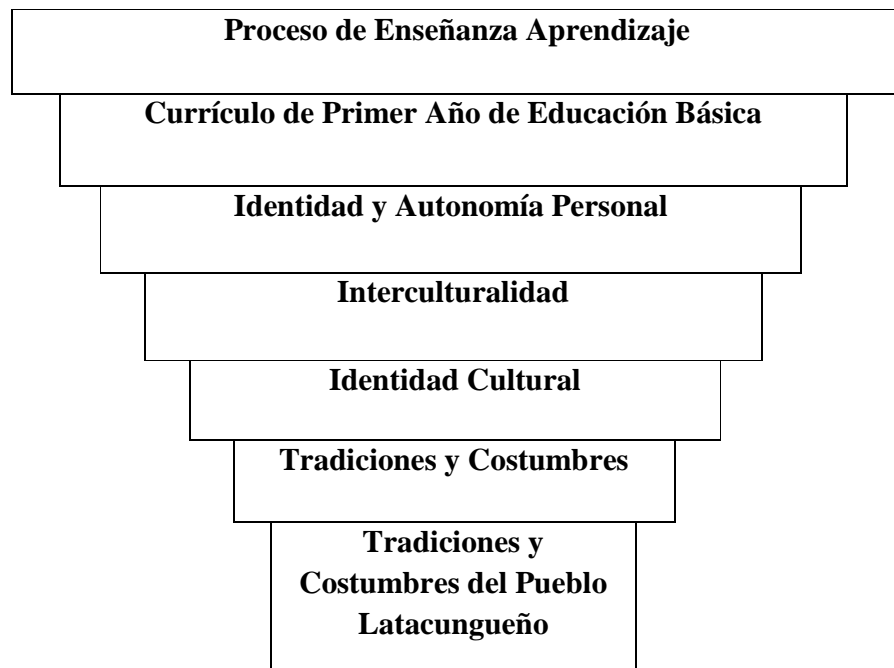 Proceso de Enseñanza Aprendizaje
Currículo de Primer Año de Educación Básica
Identidad y Autonomía Personal
Interculturalidad
Identidad Cultural
Tradiciones y Costumbres
Tradiciones y
Costumbres del Pueblo
Latacungueño